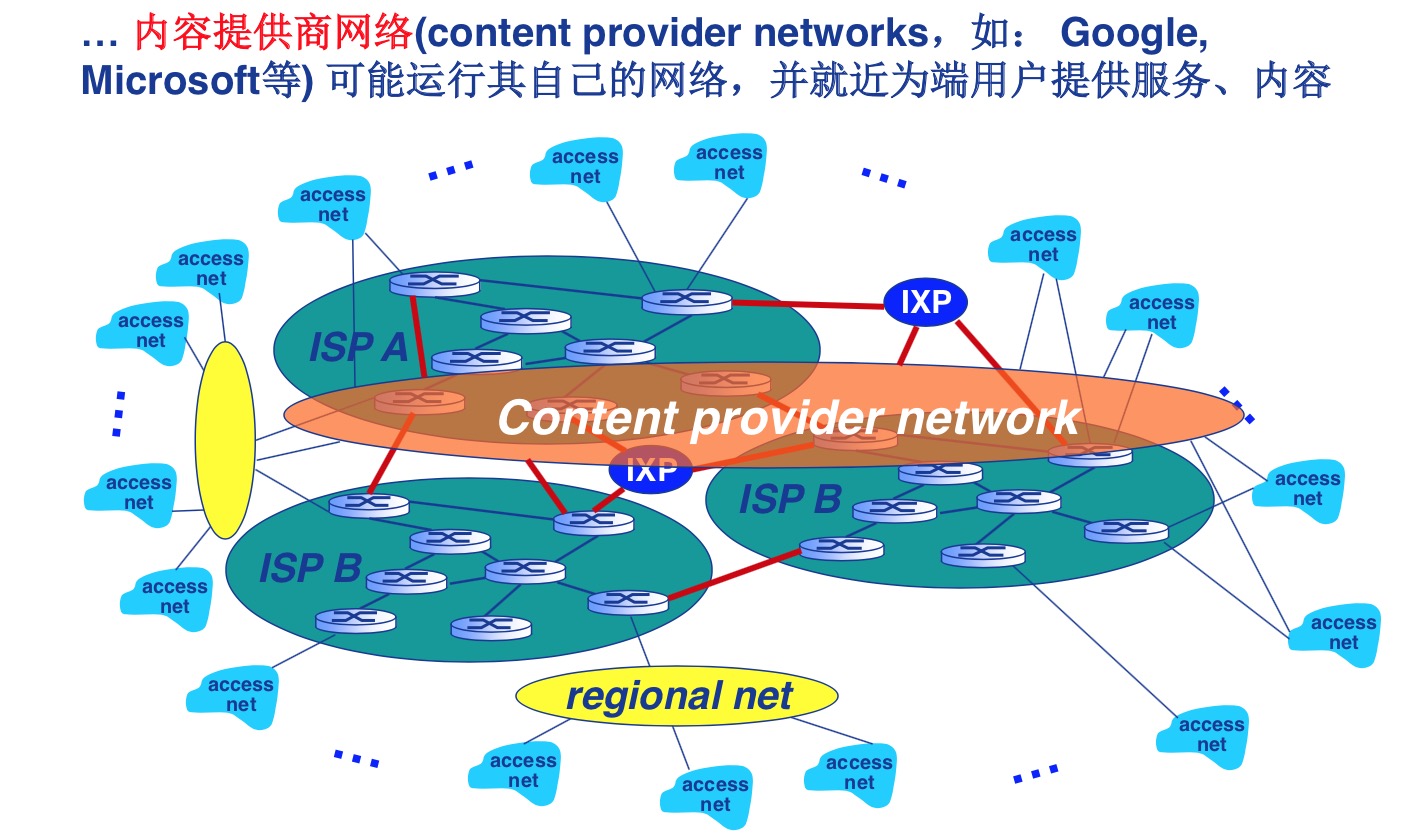 … 内容提供商网络(content provider networks，如： Google,
Microsoft等) 可能运行其自己的网络，并就近为端用户提供服务、内容
access
net
access
net
access
net
access
net
access
net
access
net
access
net
IXP
ISP A
Content provider network
IXP
ISP B
access
net
access
net
ISP B
access
net
access
net
access
net
regional net
access
net
access
net
access
net
access
net